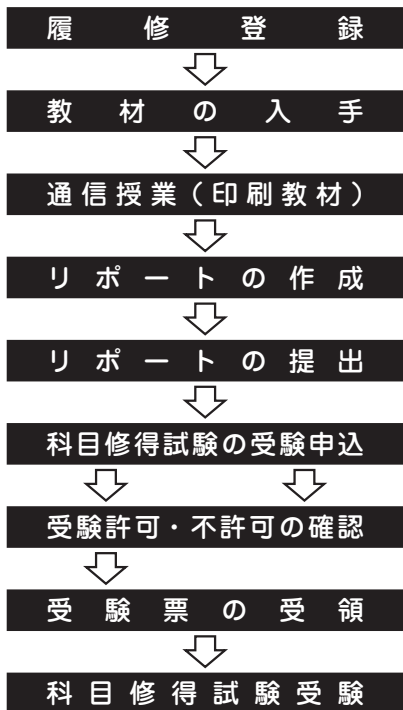 履修登録
教材の入手
通信授業（印刷教材）
リポートの作成
リポートの提出
科目修得試験の受験申込
受験許可・不許可の確認
受験票の受領
科目修得試験受験